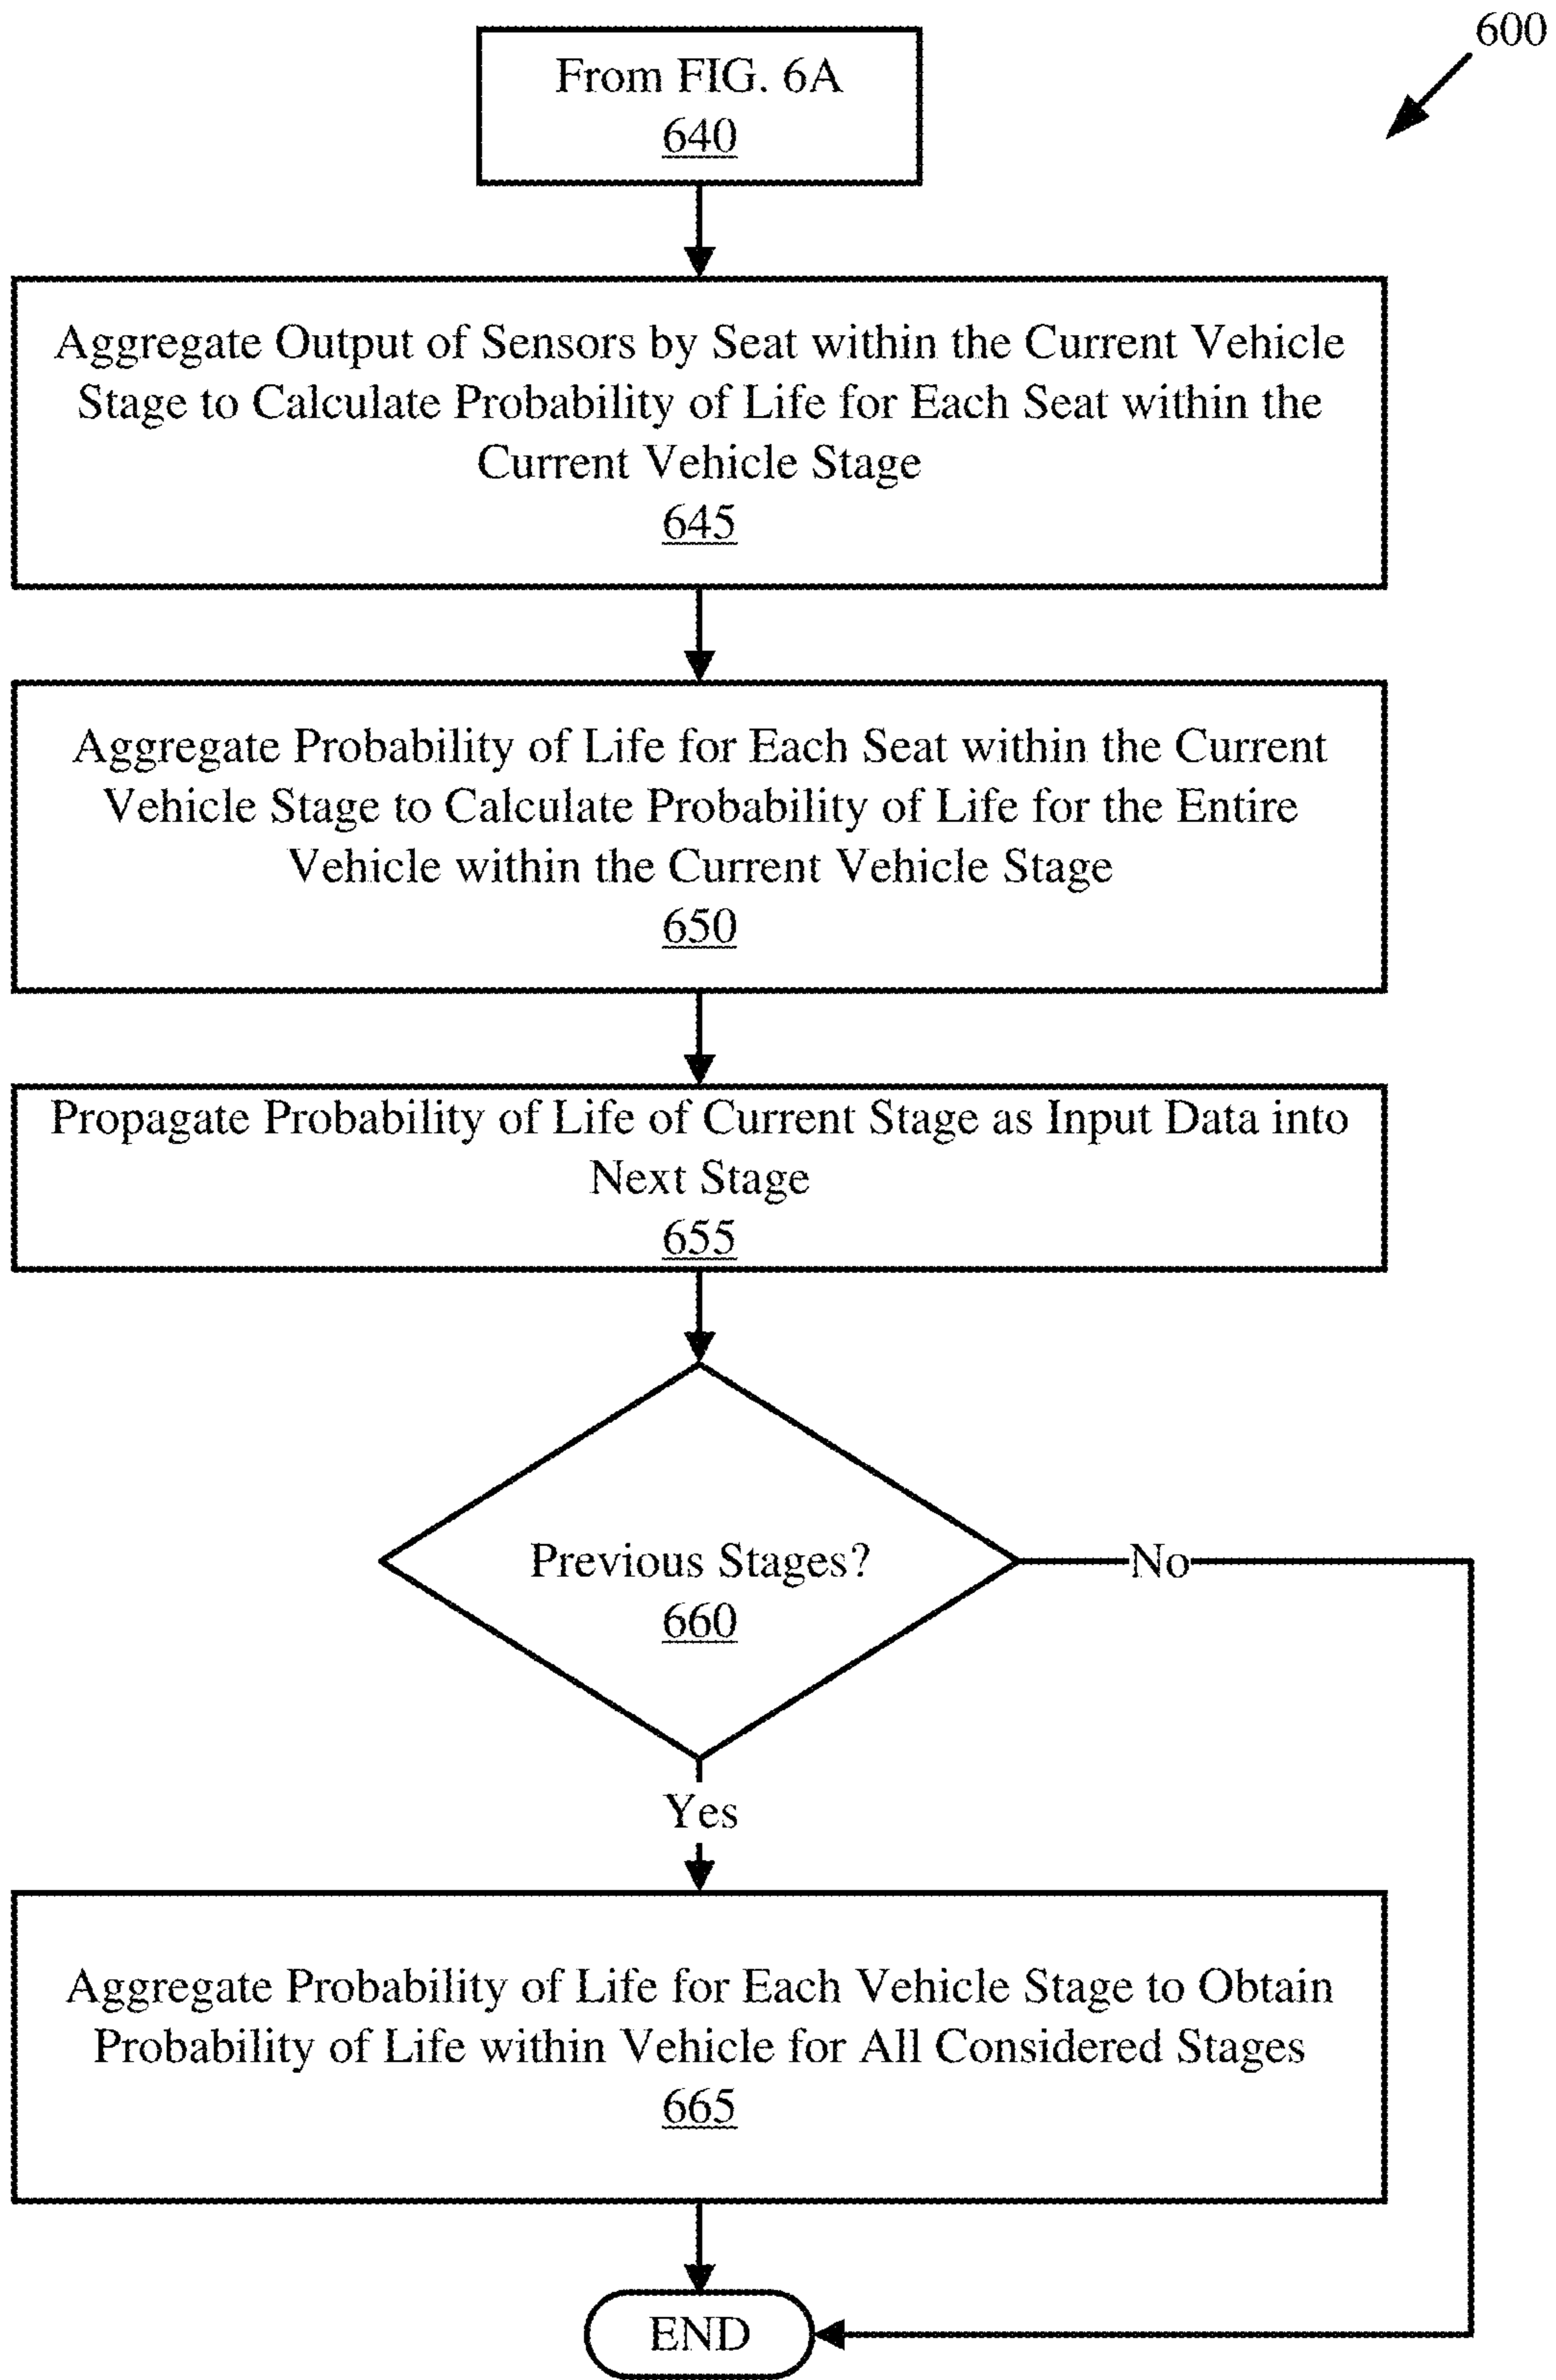 600
From FIG. 6A
640
Aggregate Output of Sensors by Seat within the Current Vehicle
Stage to Calculate Probability of Life for Each Seat within the
Current Vehicle Stage
645
Aggregate Probability of Life for Each Seat within the Current
Vehicle Stage to Calculate Probability of Life for the Entire
Vehicle within the Current Vehicle Stage
650
Propagate Probability of Life of Current Stage as Input Data into
Next Stage
655
Previous Stages?
660
No
Yes
Aggregate Probability of Life for Each Vehicle Stage to Obtain
Probability of Life within Vehicle for All Considered Stages
665
END